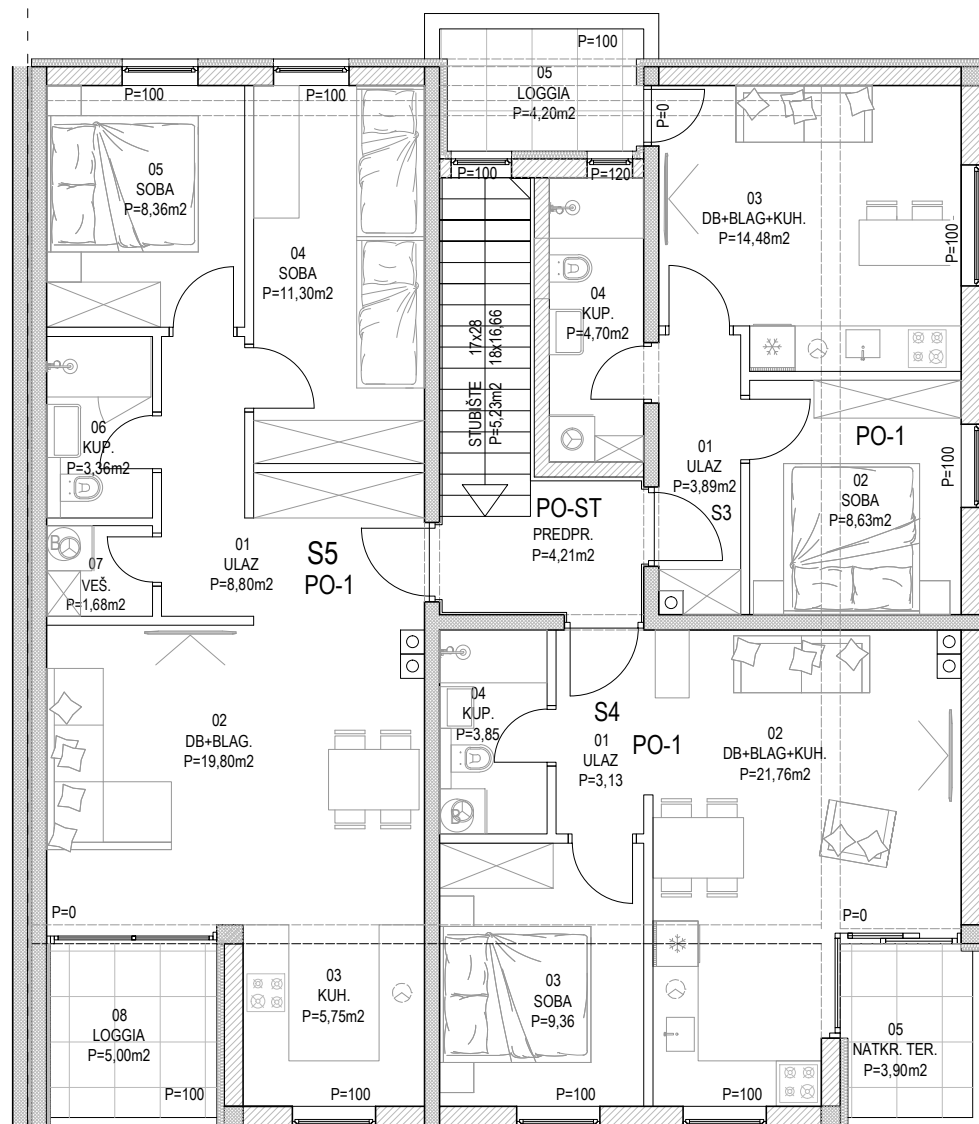 P=100
05
LOGGIA
P=4,20m2
P=100
P=100
P=0
05
SOBA
P=8,36m2
04
SOBA
P=11,30m2
P=100
P=120
03
DB+BLAG+KUH.
P=14,48m2
P=100
04
KUP.
P=4,70m2
STUBIŠTE
17x28
18x16,66
P=5,23m2
06
KUP.
P=3,36m2
01
ULAZ
P=3,89m2
S3
PO-1
02
SOBA
P=8,63m2
P=100
PO-ST
PREDPR.
P=4,21m2
07
VEŠ.
P=1,68m2
01
ULAZ
P=8,80m2
S5
PO-1
02
DB+BLAG.
P=19,80m2
04
KUP.
P=3,85
S4
01
ULAZ
P=3,13
PO-1
02
DB+BLAG+KUH.
P=21,76m2
P=0
P=0
03
KUH.
P=5,75m2
03
SOBA
P=9,36
08
LOGGIA
P=5,00m2
05
NATKR. TER.
P=3,90m2
P=100
P=100
P=100
P=100